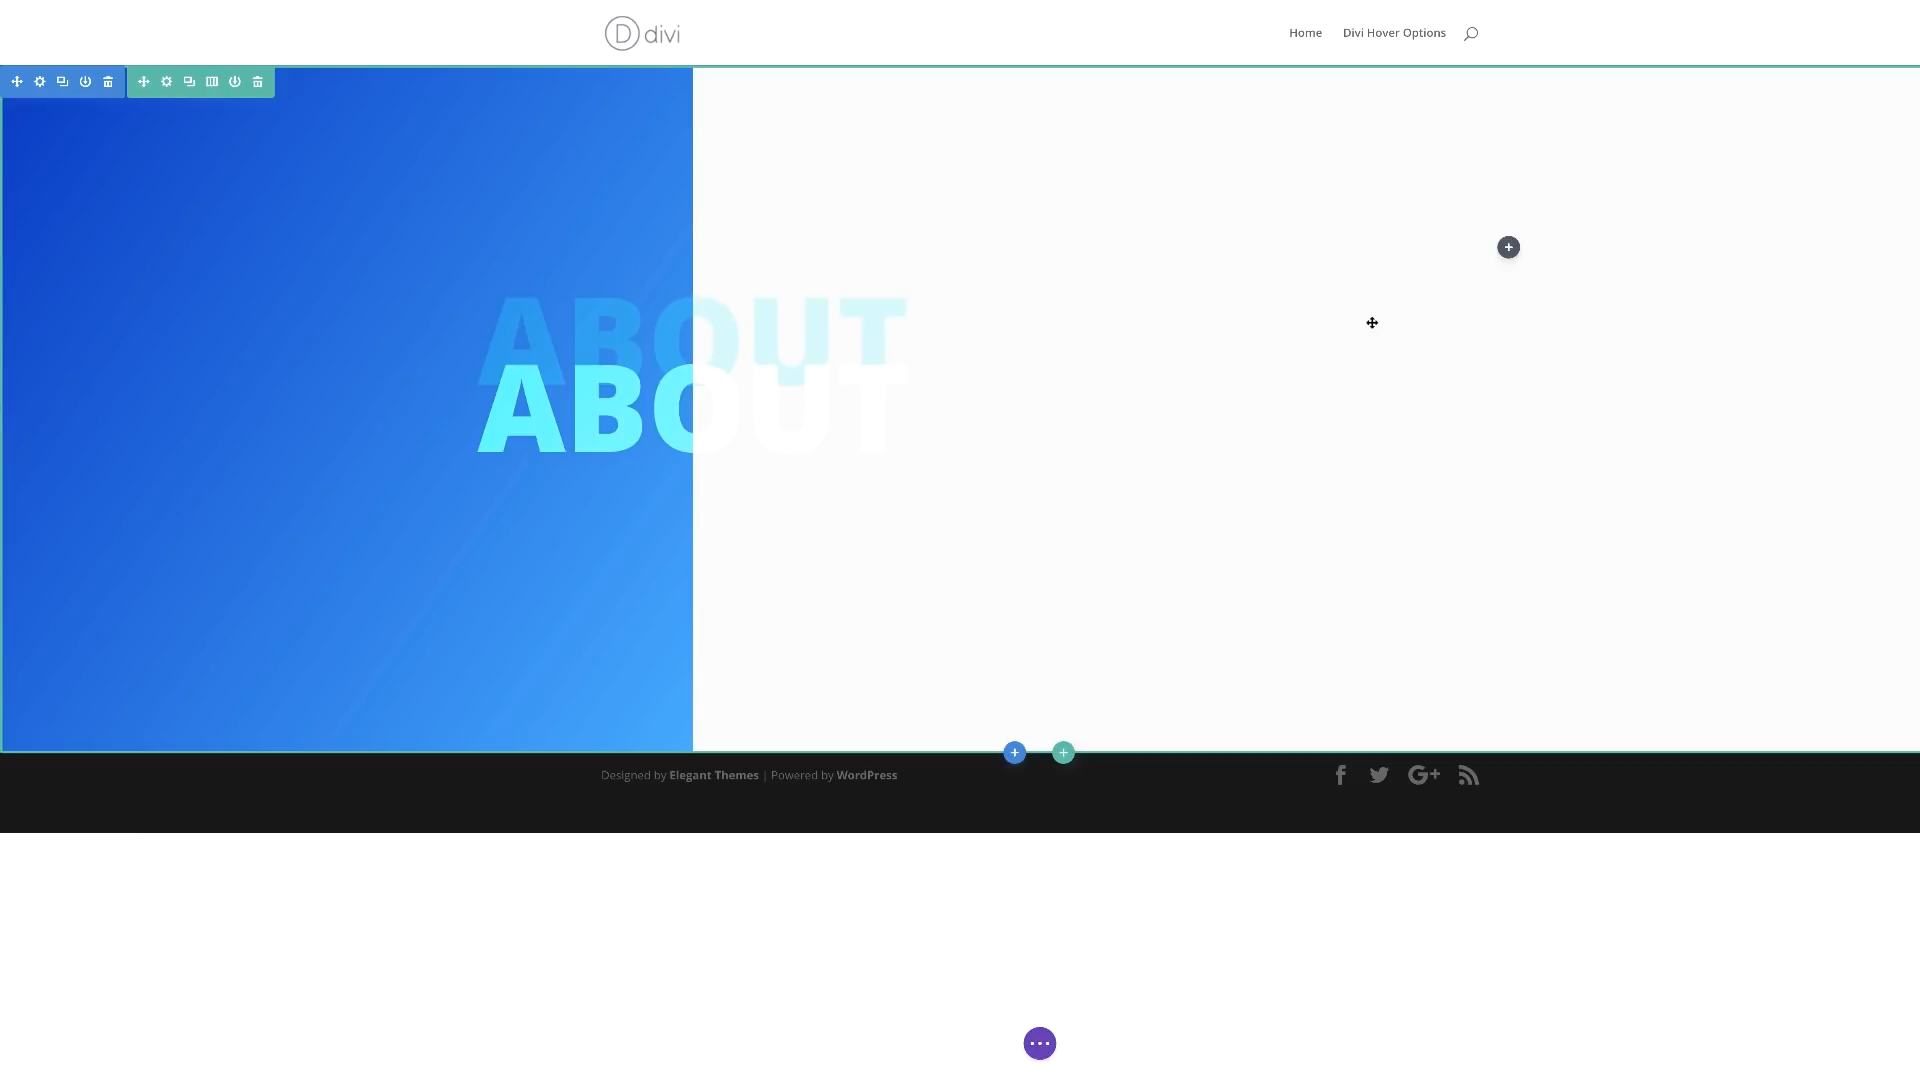 divi
Home
Divi Hover Options
ABOUT
ABOUT
Designed by Elegant Themes | Powered by WordPress